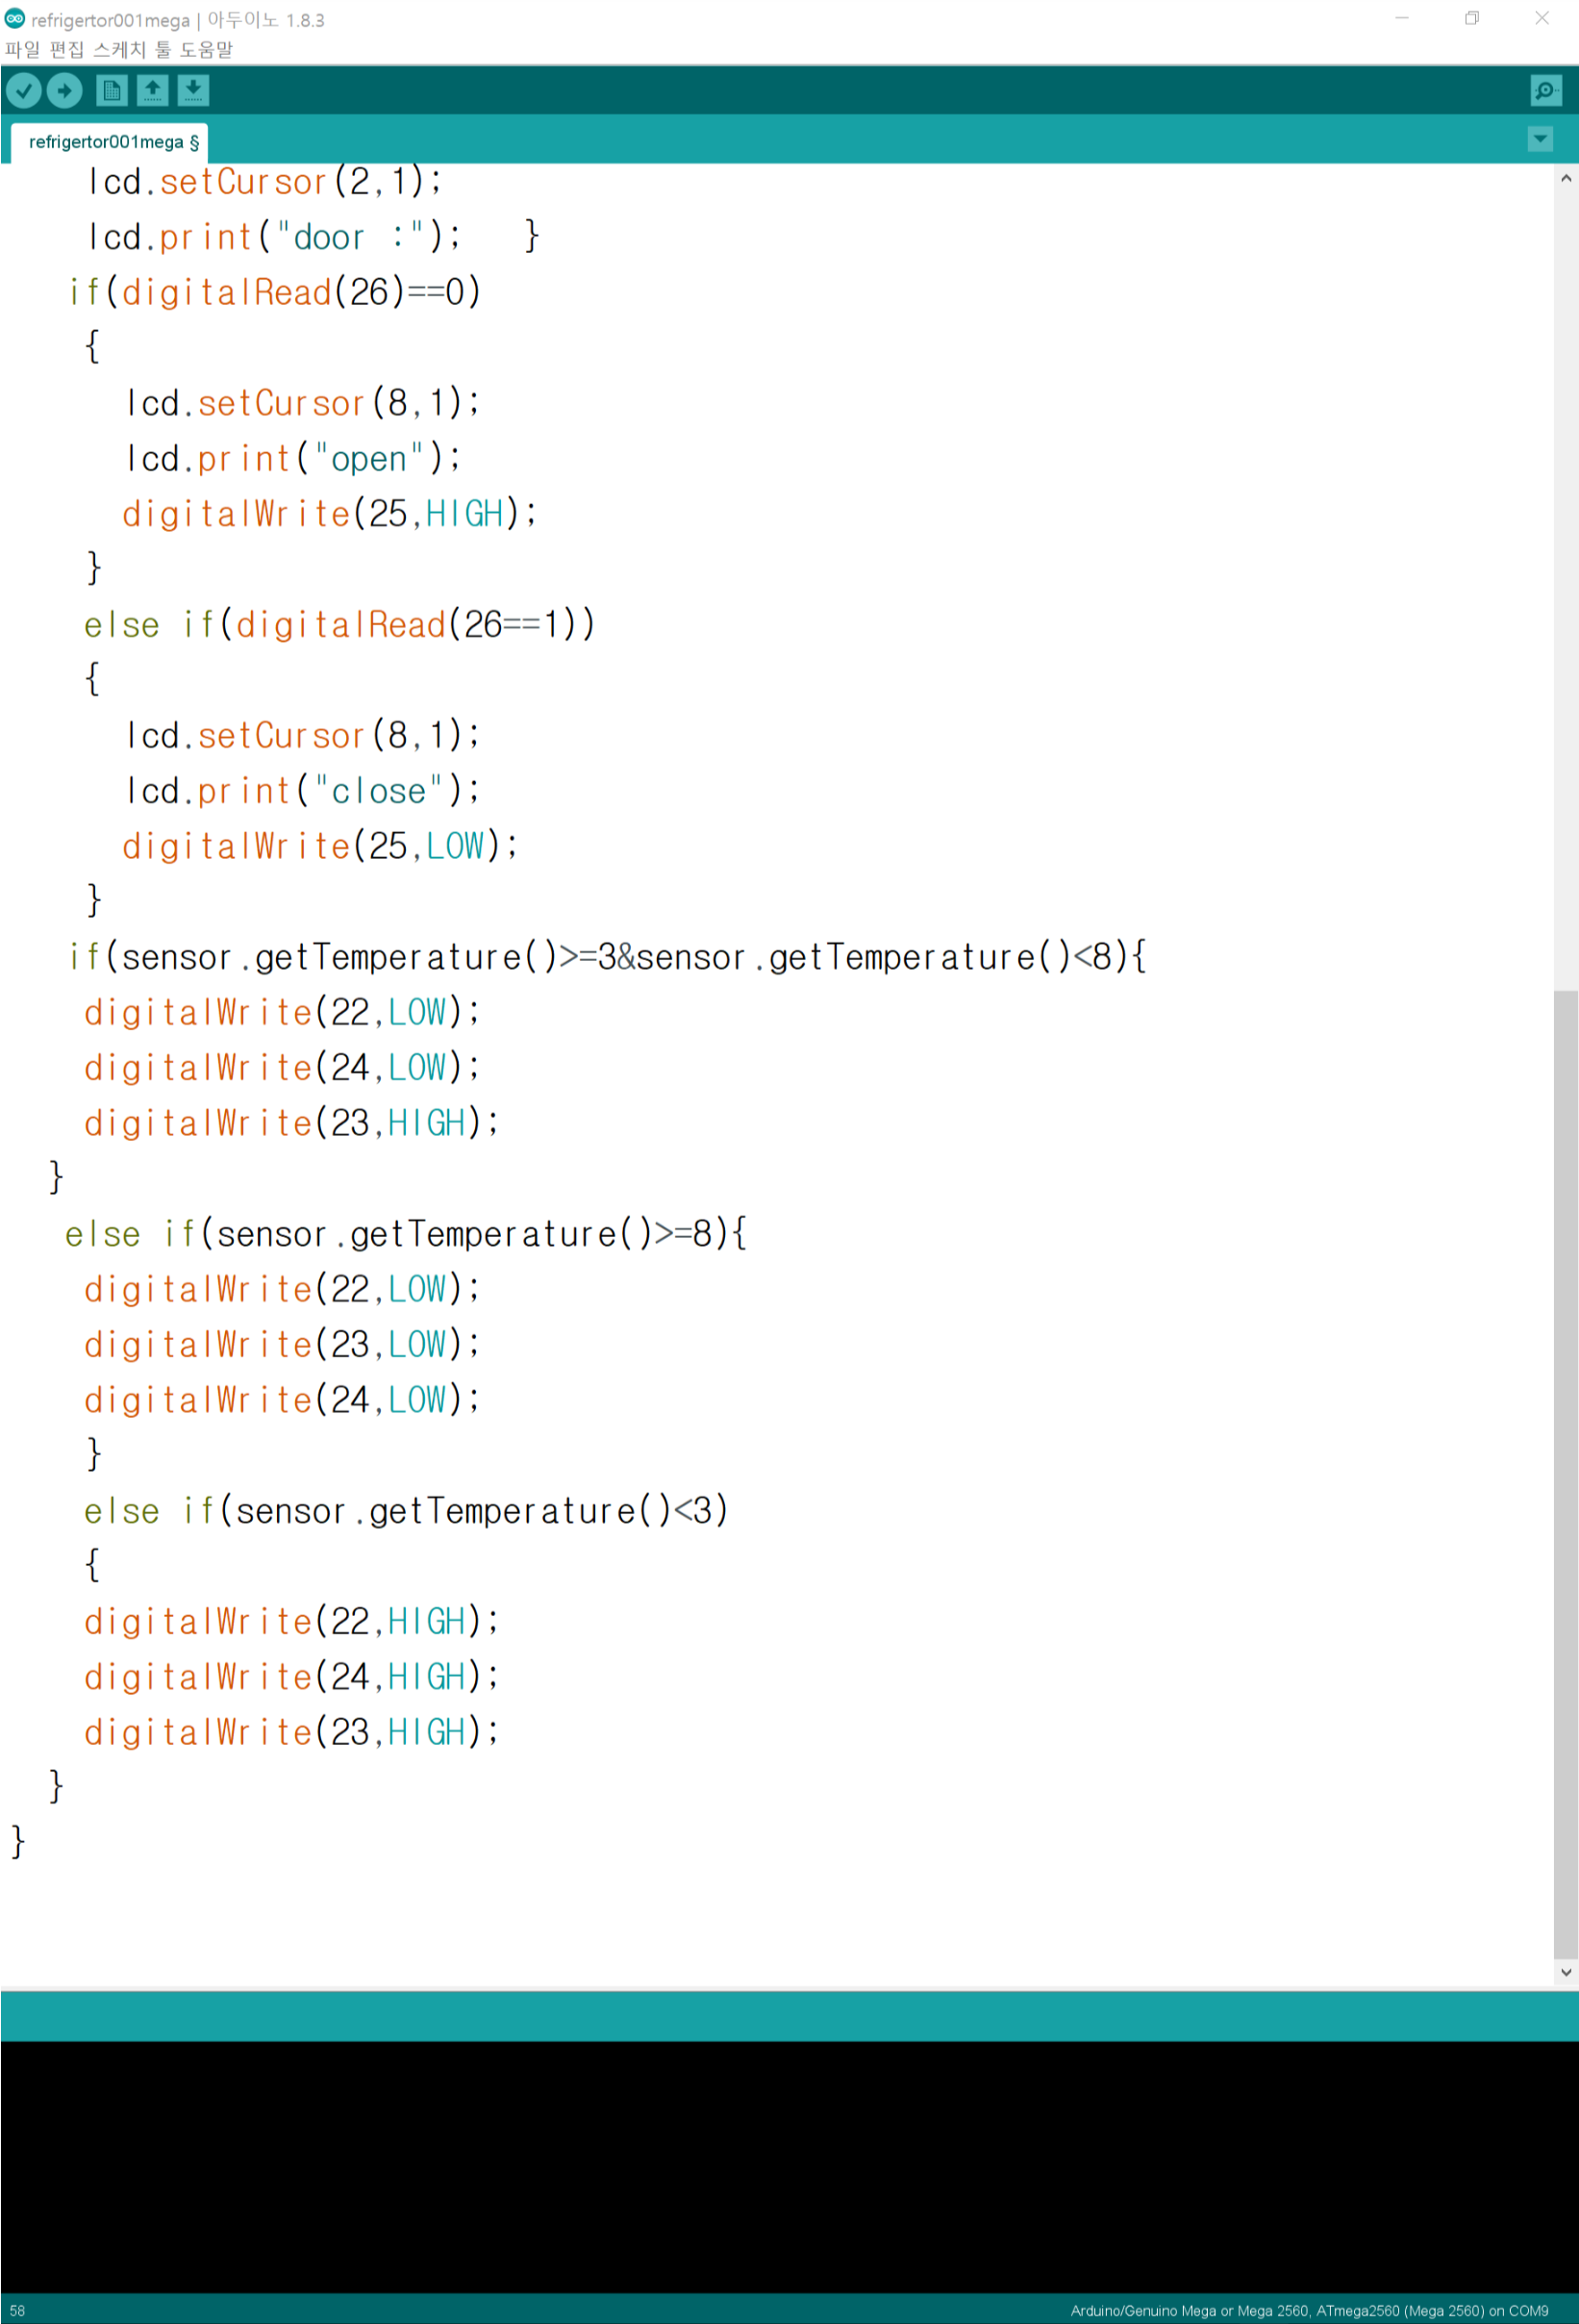 refrigertor001mega | 아두이노 1.8.3
파일 편집 스케치 툴 도움말
refrigertor001mega §
lcd.setCursor(2,1);
lcd.print("door :");   }
if(digitalRead(26)==0)
{
lcd.setCursor(8,1);
lcd.print("open");
digitalWrite(25,HIGH);
}
else if(digitalRead(26==1))
{
lcd.setCursor(8,1);
lcd.print("close");
digitalWrite(25,LOW);
}
if(sensor.getTemperature()>=3&sensor.getTemperature()<8){
digitalWrite(22,LOW);
digitalWrite(24,LOW);
digitalWrite(23,HIGH);
}
else if(sensor.getTemperature()>=8){
digitalWrite(22,LOW);
digitalWrite(23,LOW);
digitalWrite(24,LOW);
}
else if(sensor.getTemperature()<3)
{
digitalWrite(22,HIGH);
digitalWrite(24,HIGH);
digitalWrite(23,HIGH);
}
}
58
Arduino/Genuino Mega or Mega 2560, ATmega2560 (Mega 2560) on COM9